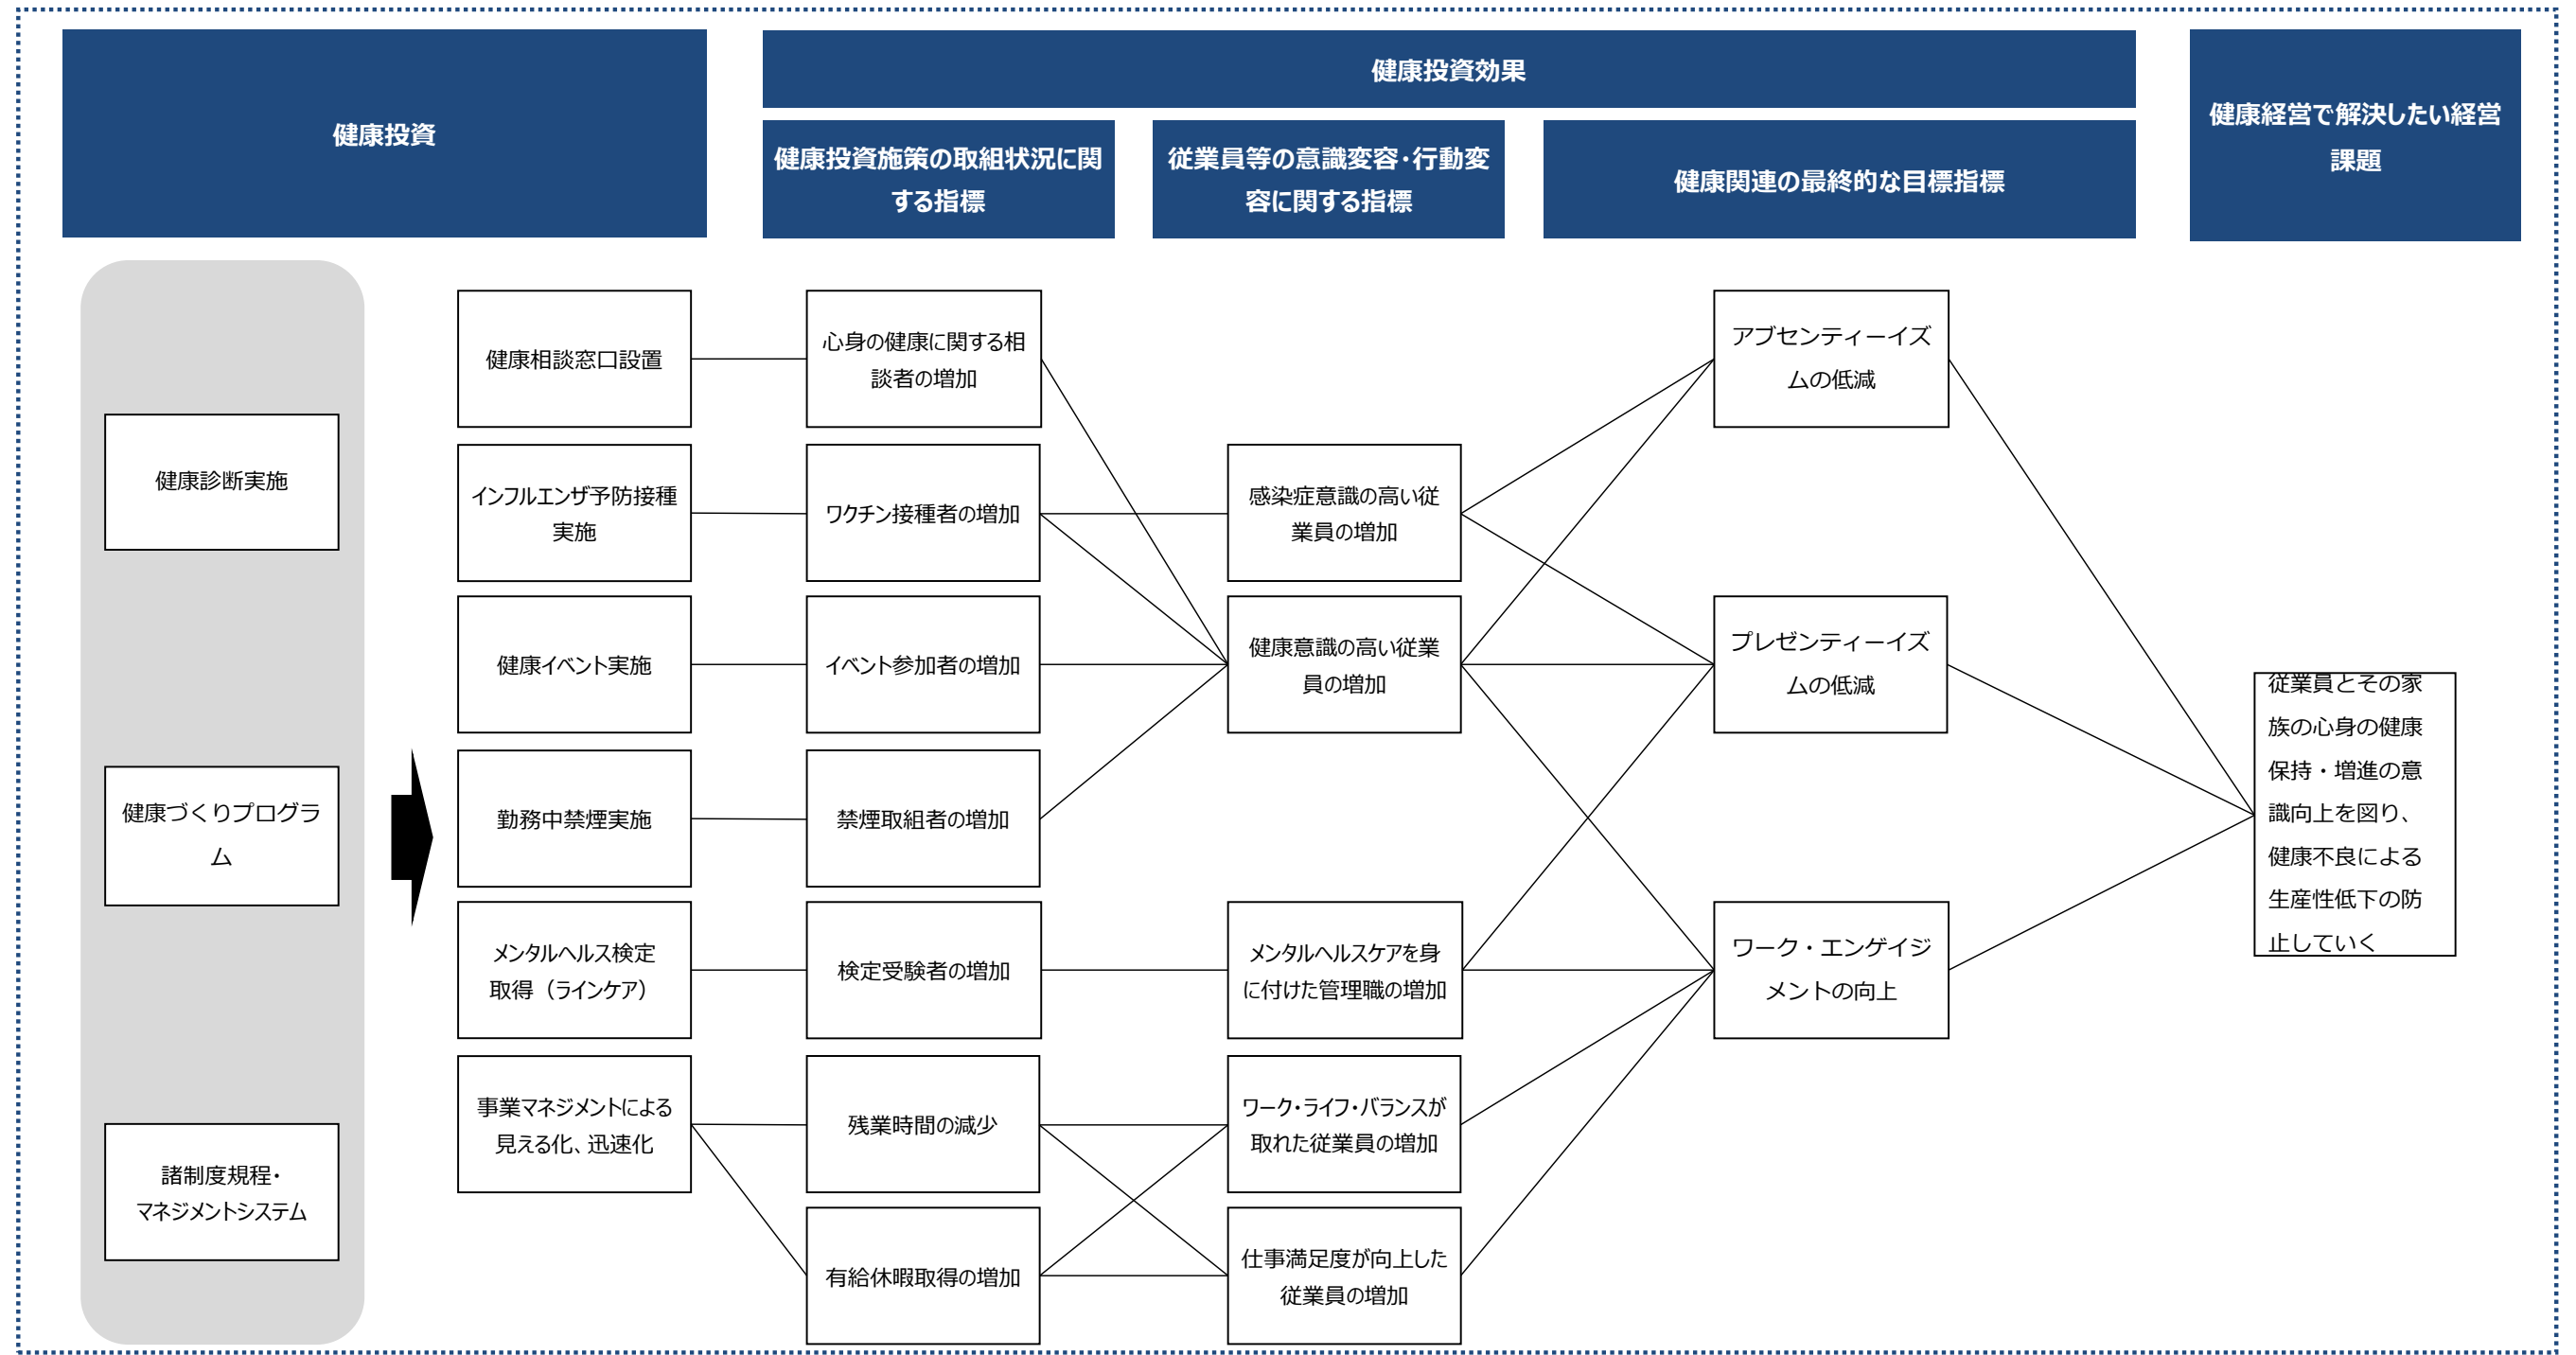 健康投資
健康投資効果
健康経営で解決したい経営
課題
健康投資施策の取組状況に関
する指標
従業員等の意識変容・行動変
容に関する指標
健康関連の最終的な目標指標
健康診断実施
健康づくりプログラ
ム
諸制度規程・
マネジメントシステム
健康相談窓口設置
インフルエンザ予防接種
実施
健康イベント実施
勤務中禁煙実施
メンタルヘルス検定
取得（ラインケア）
事業マネジメントによる
見える化、迅速化
心身の健康に関する相
談者の増加
ワクチン接種者の増加
イベント参加者の増加
禁煙取組者の増加
検定受験者の増加
残業時間の減少
有給休暇取得の増加
感染症意識の高い従
業員の増加
健康意識の高い従業
員の増加
メンタルヘルスケアを身
に付けた管理職の増加
ワーク・ライフ・バランスが
取れた従業員の増加
仕事満足度が向上した
従業員の増加
アブセンティーイズ
ムの低減
プレゼンティーイズ
ムの低減
ワーク・エンゲイジ
メントの向上
従業員とその家
族の心身の健康
保持・増進の意
識向上を図り、
健康不良による
生産性低下の防
止していく